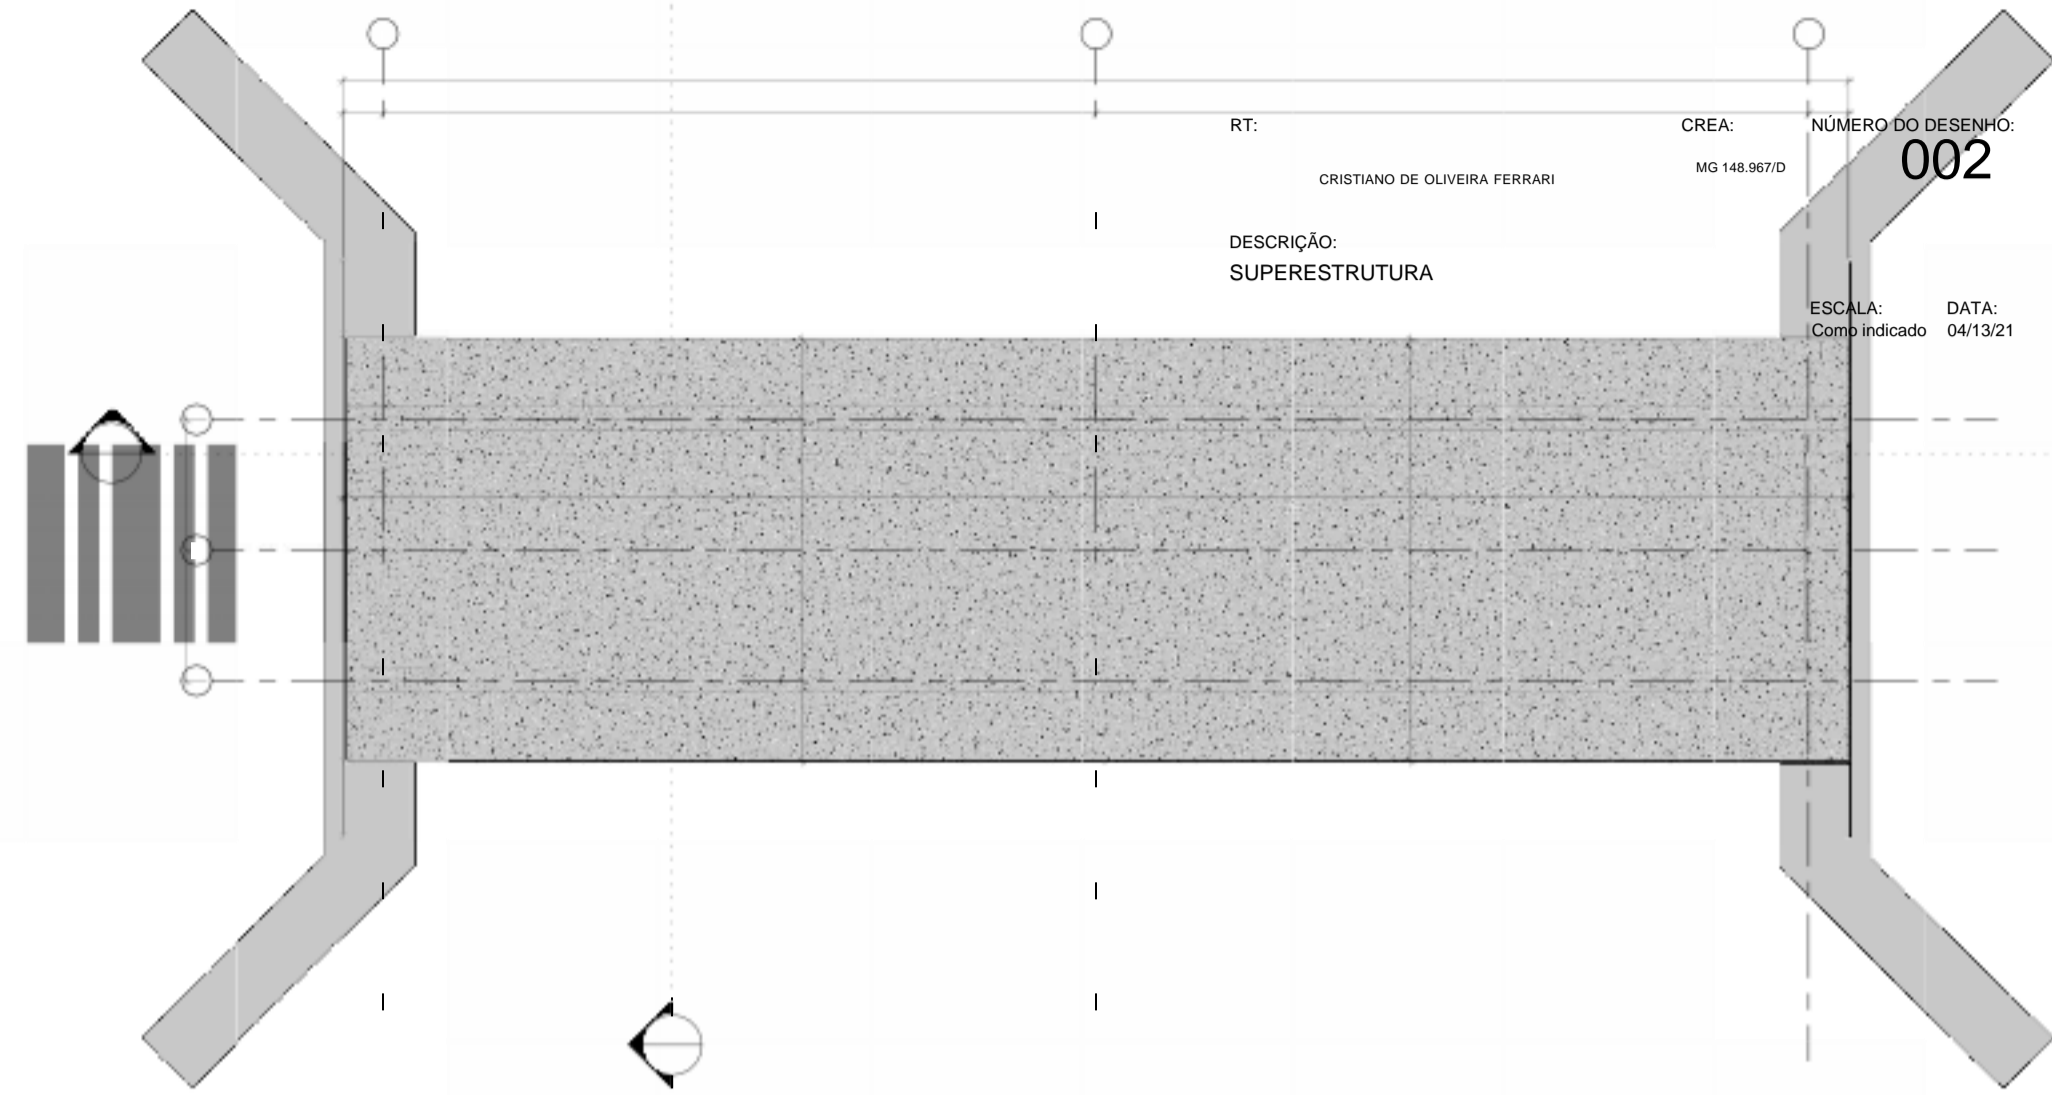 RT:
CREA:
NÚMERO DO DESENHO:
002
MG 148.967/D
CRISTIANO DE OLIVEIRA FERRARI
DESCRIÇÃO:
SUPERESTRUTURA
ESCALA:
DATA:
Como indicado
04/13/21